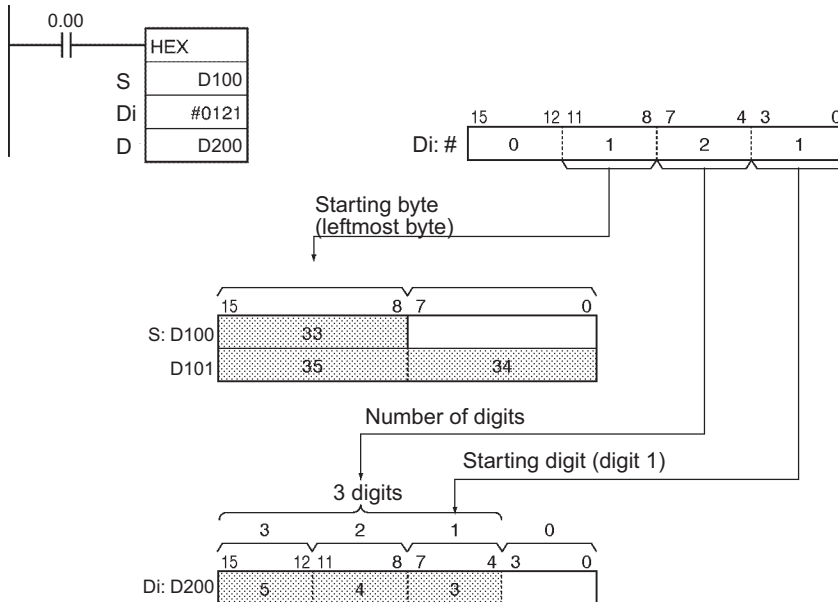 0.00
HEX
S D100
Di #0121
D D200
15 12 11 8 7 4 3 0
Di: # 0 1 2 1
Starting byte
(leftmost byte)
15 8 7 0
S: D100 33
D101 35 34
Number of digits
Starting digit (digit 1)
3 digits
3 2 1 0
15 12 11 8 7 4 3 0
Di: D200 5 4 3